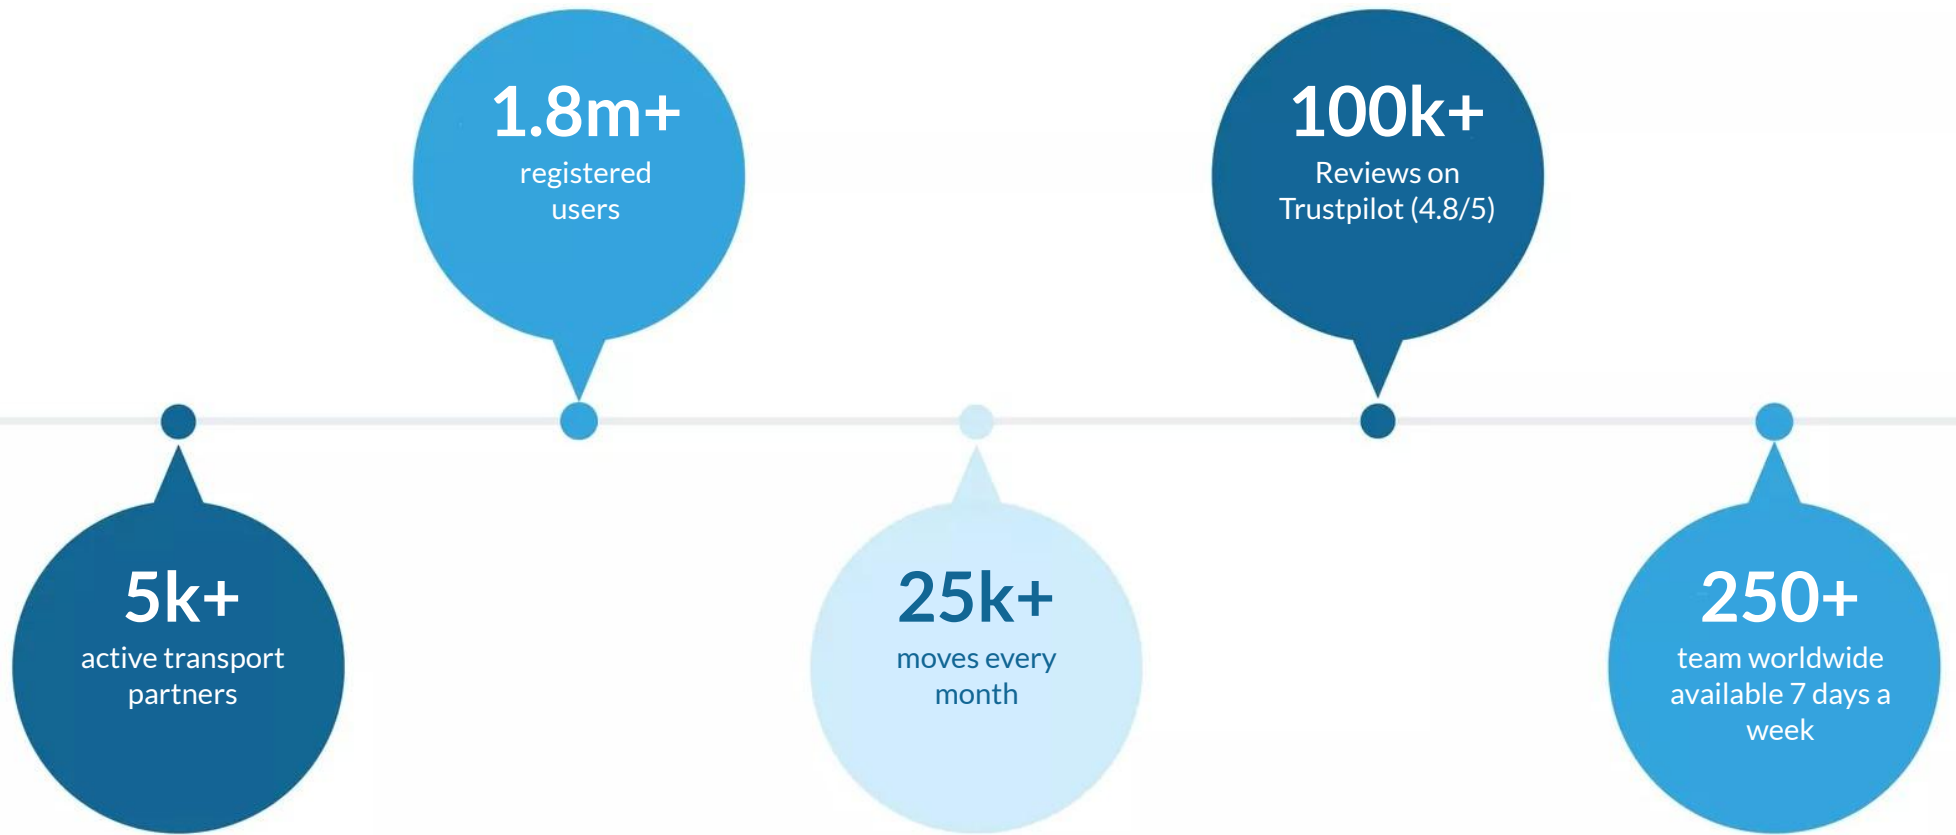 5k+
active transport
partners
1.8m+
registered
users
25k+
moves every
month
100k+
Reviews on
Trustpilot (4.8/5)
250+
team worldwide
available 7 days a
week